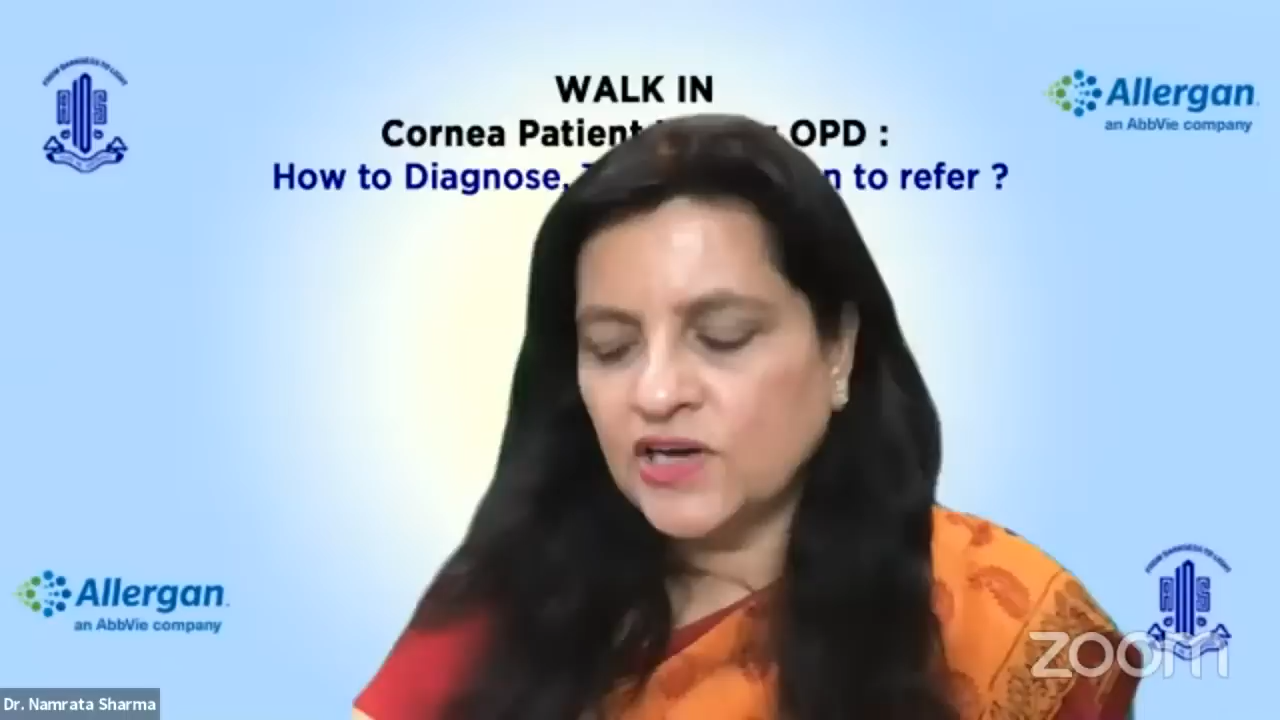 WALK IN
Cornea Patient OPD :
How to Diagnose, to refer ?
Allergan
an AbbVie company
Allergan
an AbbVie company
zoom
Dr. Namrata Sharma